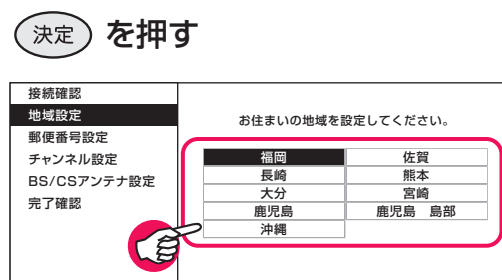 決定 を押す
接続確認
地域設定
郵便番号設定
チャンネル設定
BS/CSアンテナ設定
完了確認
お住まいの地域を設定してください。
福岡 佐賀
長崎 熊本
大分 宮崎
鹿児島 鹿児島　島部
沖縄